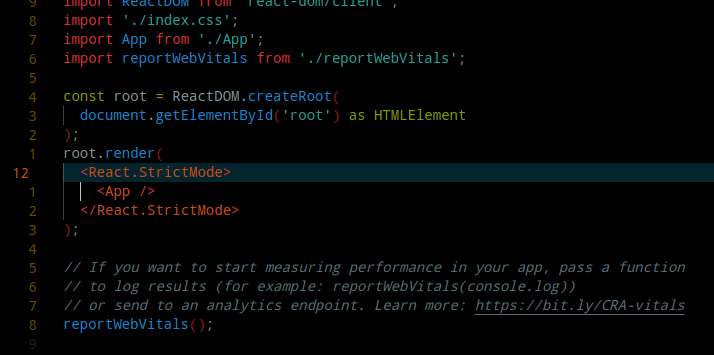 9 import ReactDOM from 'react-dom/client';
8 import './index.css';
7 import App from './App';
6 import reportWebVitals from './reportWebVitals';
5
4 const root = ReactDOM.createRoot(
3   document.getElementById('root') as HTMLElement
2 );
1 root.render(
12   <React.StrictMode>
1     <App />
2   </React.StrictMode>
3 );
4
5 // If you want to start measuring performance in your app, pass a function
6 // to log results (for example: reportWebVitals(console.log))
7 // or send to an analytics endpoint. Learn more: https://bit.ly/CRA-vitals
8 reportWebVitals();
9